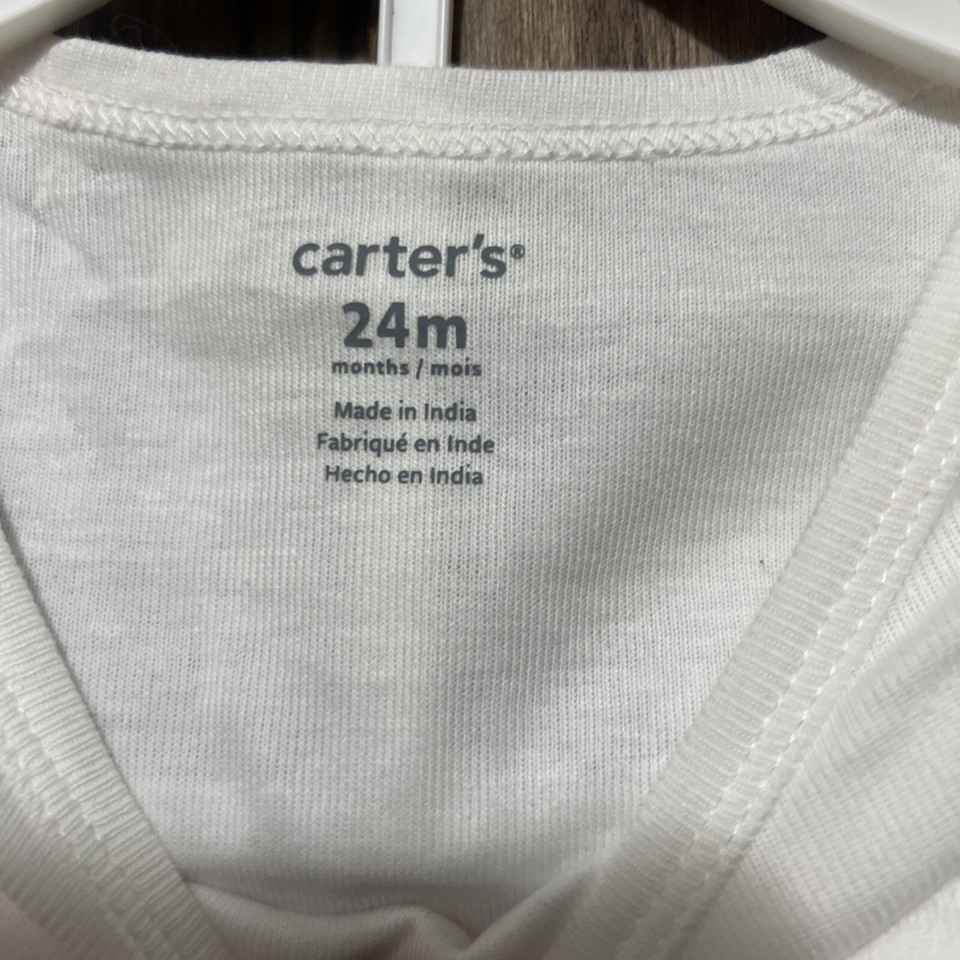 carter's®
24m
months / mois
Made in India
Fabriqué en Inde
Hecho en India